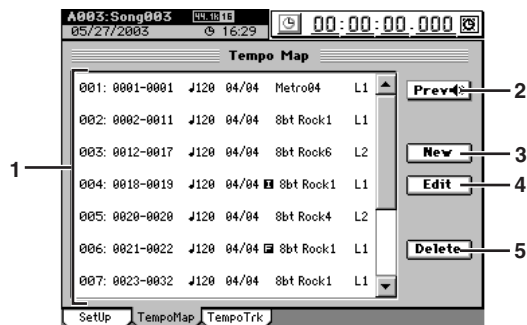 A003:Song003 44.1k 16 00:00:00.000
05/27/2003 16:29
Tempo Map
001: 0001-0001 ♩120 04/04 Metro04 L1
002: 0002-0011 ♩120 04/04 8bt Rock1 L1
003: 0012-0017 ♩120 04/04 8bt Rock6 L2
004: 0018-0019 ♩120 04/04 I 8bt Rock1 L1
005: 0020-0020 ♩120 04/04 8bt Rock4 L2
006: 0021-0022 ♩120 04/04 F 8bt Rock1 L1
007: 0023-0032 ♩120 04/04 8bt Rock1 L1
Prev
New
Edit
Delete
SetUp TempoMap TempoTrk
1
2
3
4
5